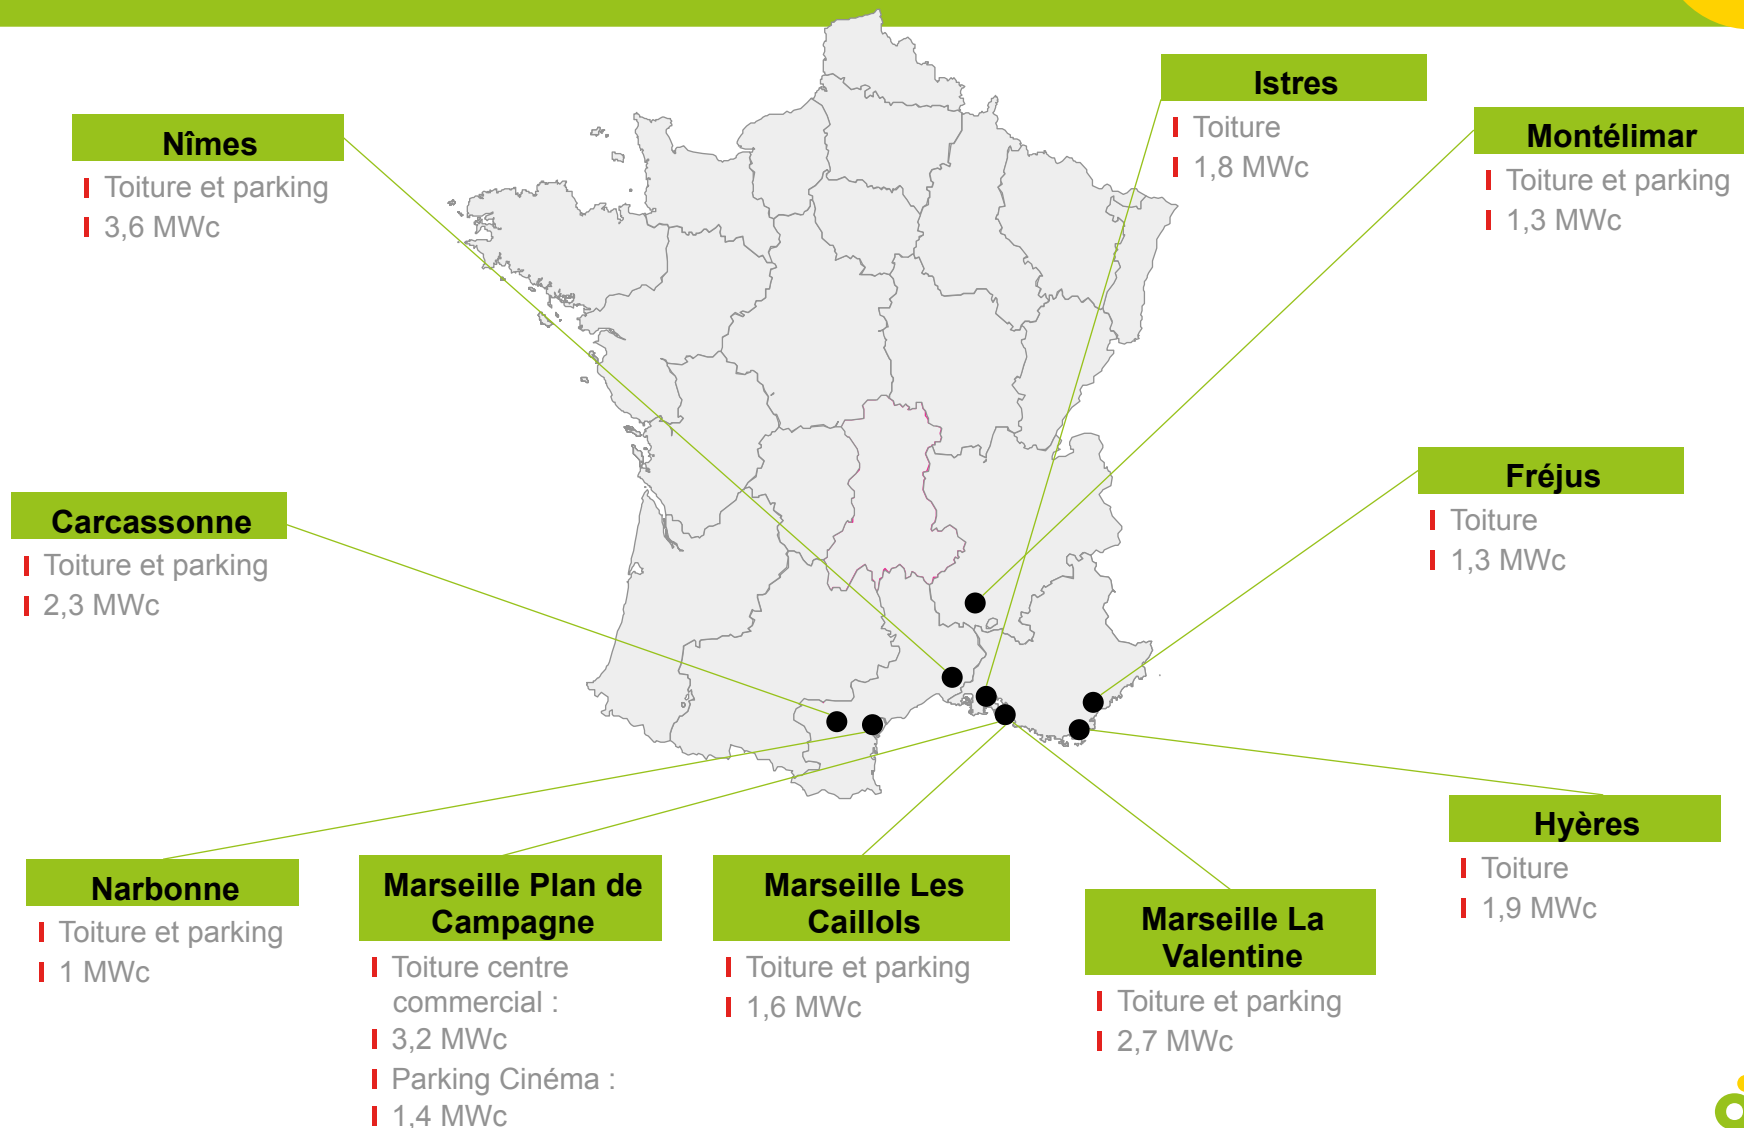 Istres
Toiture
1,8 MWc
Nîmes
Toiture et parking
3,6 MWc
Montélimar
Toiture et parking
1,3 MWc
Fréjus
Toiture
1,3 MWc
Carcassonne
Toiture et parking
2,3 MWc
Hyères
Toiture
1,9 MWc
Narbonne
Toiture et parking
1 MWc
Marseille Plan de
Campagne
Toiture centre
commercial :
3,2 MWc
Parking Cinéma :
1,4 MWc
Marseille Les
Caillols
Toiture et parking
1,6 MWc
Marseille La
Valentine
Toiture et parking
2,7 MWc